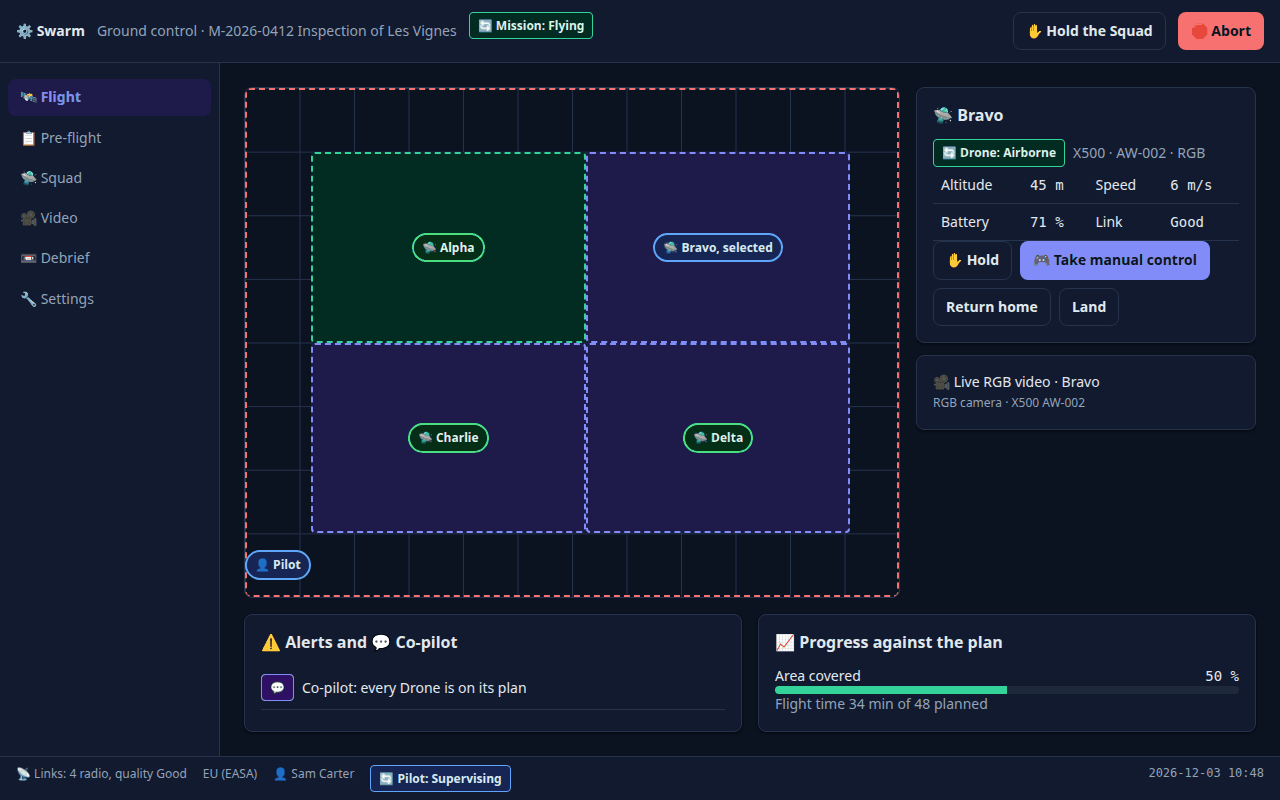 ⚙️ Swarm Ground control · M-2026-0412 Inspection of Les Vignes 🔄 Mission: Flying ✋ Hold the Squad 🛑 Abort
🛰️ Flight
📋 Pre-flight
🛸 Squad
🎥 Video
📼 Debrief
🔧 Settings
🛸 Alpha
🛸 Bravo, selected
🛸 Charlie
🛸 Delta
👤 Pilot
🛸 Bravo
🔄 Drone: Airborne X500 · AW-002 · RGB
Altitude 45 m Speed 6 m/s
Battery 71 % Link Good
✋ Hold 🎮 Take manual control
Return home Land
🎥 Live RGB video · Bravo
RGB camera · X500 AW-002
⚠️ Alerts and 💬 Co-pilot
💬 Co-pilot: every Drone is on its plan
📈 Progress against the plan
Area covered 50 %
Flight time 34 min of 48 planned
📡 Links: 4 radio, quality Good EU (EASA) 👤 Sam Carter 🔄 Pilot: Supervising 2026-12-03 10:48